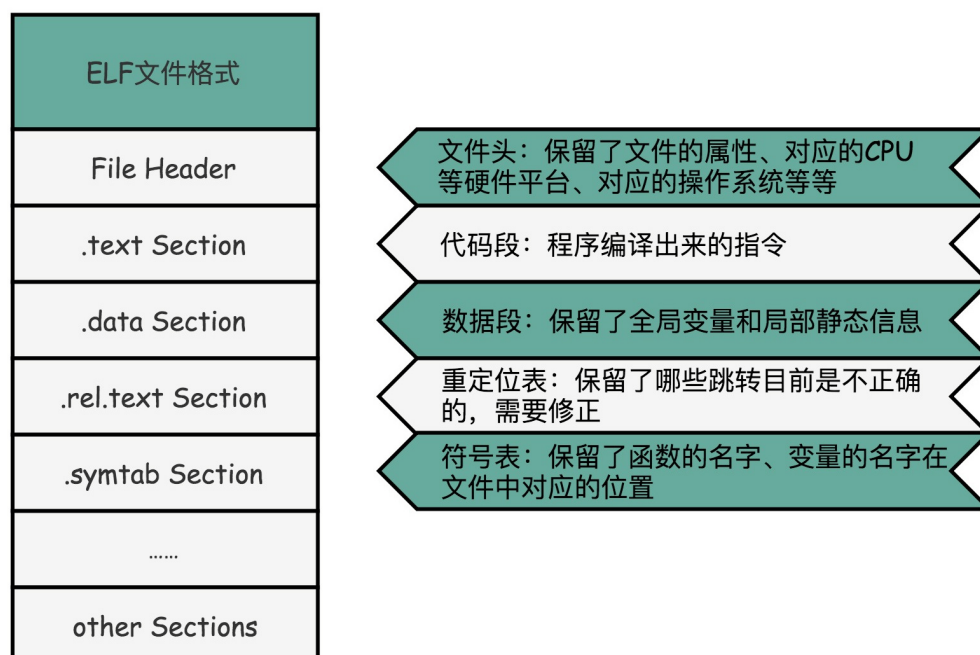 ELF文件格式
File Header
文件头：保留了文件的属性、对应的CPU
等硬件平台、对应的操作系统等等
.text Section
代码段：程序编译出来的指令
.data Section
数据段：保留了全局变量和局部静态信息
.rel.text Section
重定位表：保留了哪些跳转目前是不正确
的，需要修正
.symtab Section
符号表：保留了函数的名字、变量的名字在
文件中对应的位置
......
other Sections